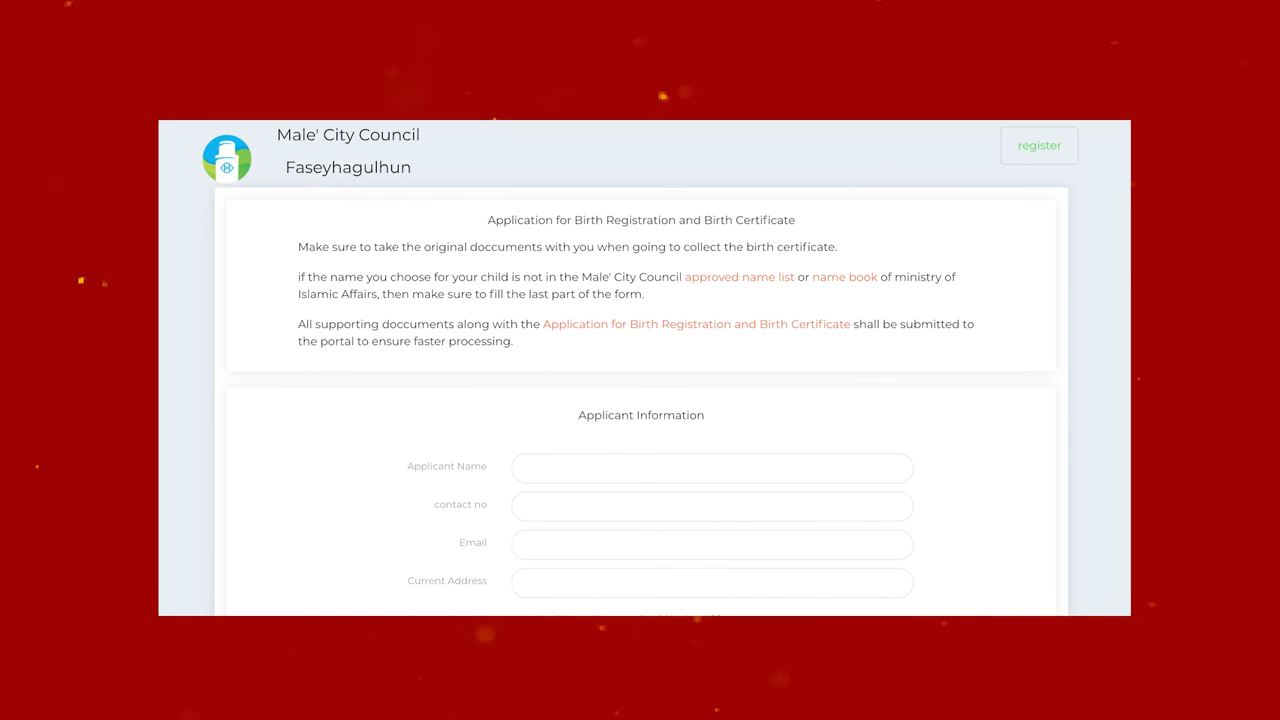 Male' City Council
Faseyhagulhun
register
Application for Birth Registration and Birth Certificate
Make sure to take the original doccuments with you when going to collect the birth certificate.
if the name you choose for your child is not in the Male' City Council approved name list or name book of ministry of
Islamic Affairs, then make sure to fill the last part of the form.
All supporting doccuments along with the Application for Birth Registration and Birth Certificate shall be submitted to
the portal to ensure faster processing.
Applicant Information
Applicant Name
contact no
Email
Current Address